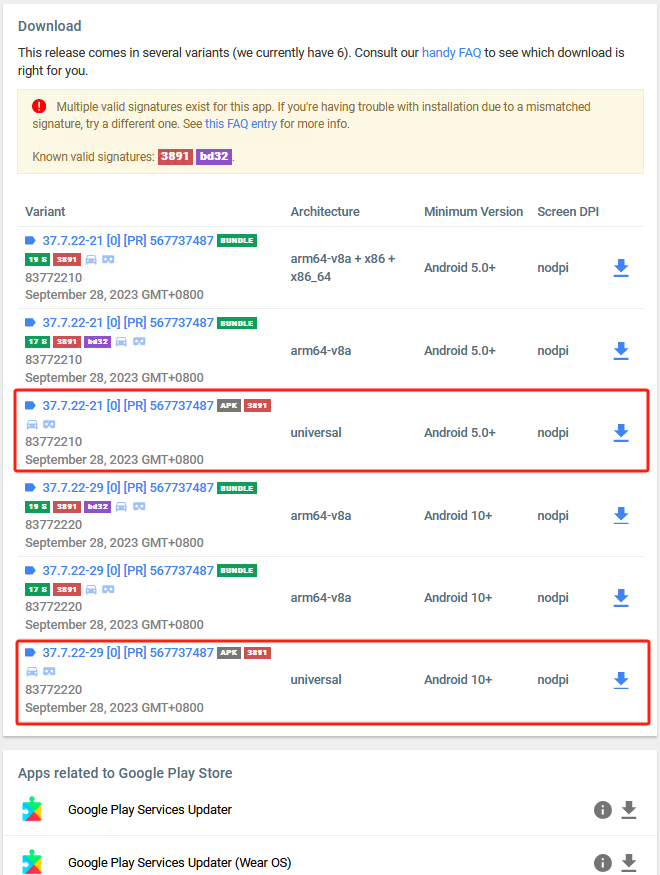 Download
This release comes in several variants (we currently have 6). Consult our handy FAQ to see which download is
right for you.
Multiple valid signatures exist for this app. If you're having trouble with installation due to a mismatched
signature, try a different one. See this FAQ entry for more info.
Known valid signatures: 3891 bd32.
Variant Architecture Minimum Version Screen DPI
37.7.22-21 [0] [PR] 567737487 BUNDLE
19 S 3891
83772210
September 28, 2023 GMT+0800
arm64-v8a + x86 +
x86_64
Android 5.0+
nodpi
37.7.22-21 [0] [PR] 567737487 BUNDLE
17 S 3891 bd32
83772210
September 28, 2023 GMT+0800
arm64-v8a
Android 5.0+
nodpi
37.7.22-21 [0] [PR] 567737487 APK 3891
83772210
September 28, 2023 GMT+0800
universal
Android 5.0+
nodpi
37.7.22-29 [0] [PR] 567737487 BUNDLE
19 S 3891 bd32
83772220
September 28, 2023 GMT+0800
arm64-v8a
Android 10+
nodpi
37.7.22-29 [0] [PR] 567737487 BUNDLE
17 S 3891
83772220
September 28, 2023 GMT+0800
arm64-v8a
Android 10+
nodpi
37.7.22-29 [0] [PR] 567737487 APK 3891
83772220
September 28, 2023 GMT+0800
universal
Android 10+
nodpi
Apps related to Google Play Store
Google Play Services Updater
Google Play Services Updater (Wear OS)